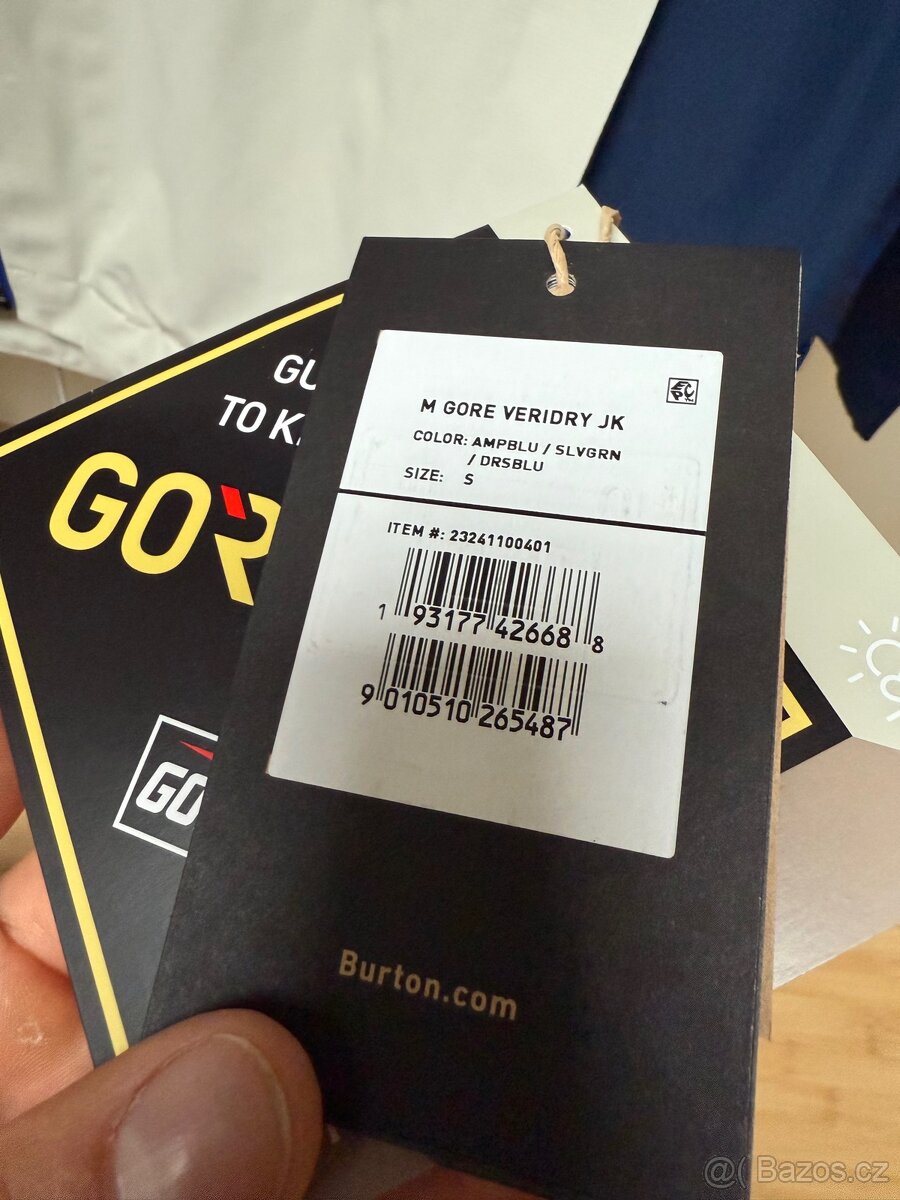 M GORE VERIDRY JK
COLOR: AMPBLU / SLVGRN
/ DRSBLU
SIZE: S
ITEM #: 23241100401
1 93177 42668 8
9 010510 265487
Burton.com
GU
TO K
GOR
GO
@( Bazos.cz